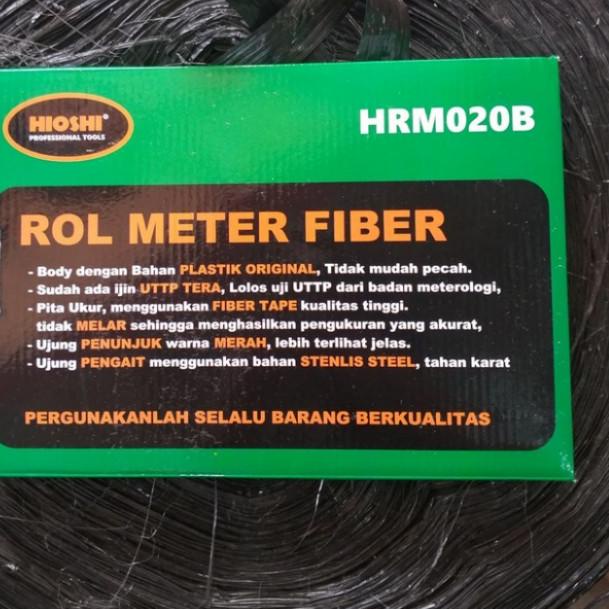 HIOSHI®
PROFESSIONAL TOOLS
HRM020B
ROL METER FIBER
- Body dengan Bahan PLASTIK ORIGINAL, Tidak mudah pecah.
- Sudah ada ijin UTTP TERA, Lolos uji UTTP dari badan meterologi,
- Pita Ukur, menggunakan FIBER TAPE kualitas tinggi.
tidak MELAR sehingga menghasilkan pengukuran yang akurat,
- Ujung PENUNJUK warna MERAH, lebih terlihat jelas.
- Ujung PENGAIT menggunakan bahan STENLIS STEEL, tahan karat
PERGUNAKANLAH SELALU BARANG BERKUALITAS